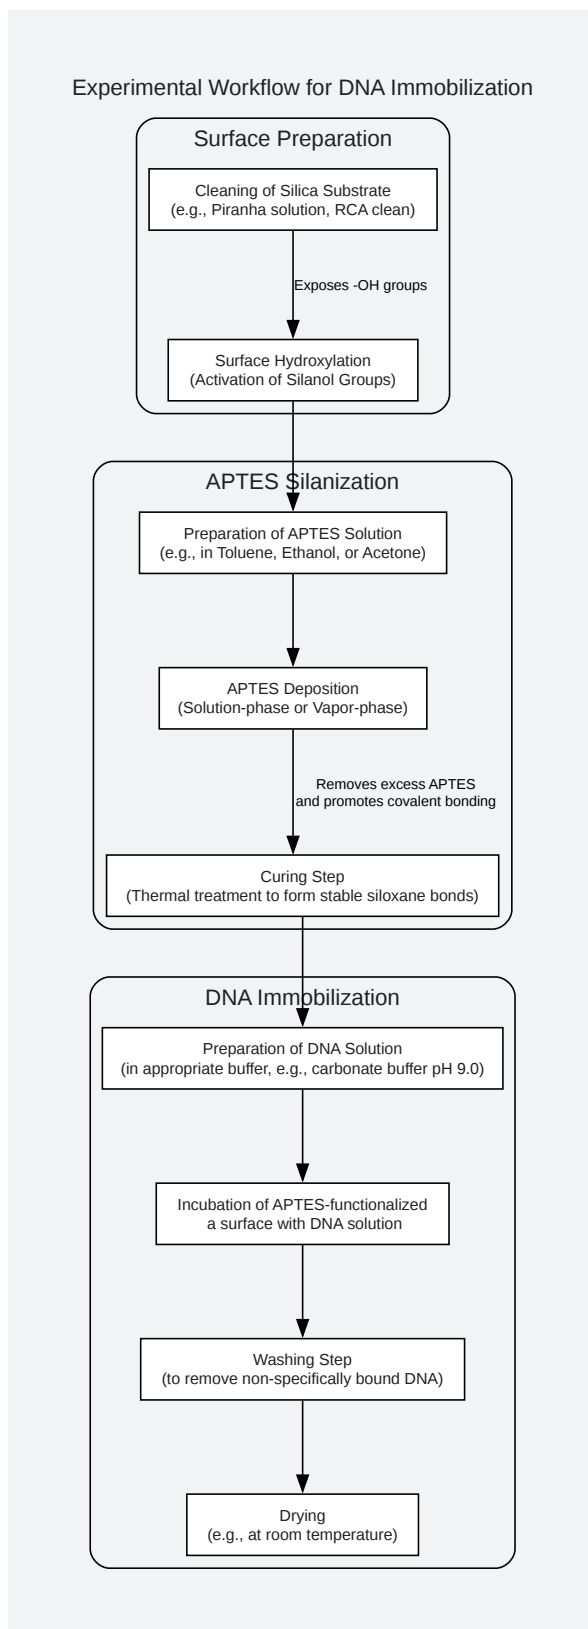 Experimental Workflow for DNA Immobilization
Surface Preparation
Cleaning of Silica Substrate
(e.g., Piranha solution, RCA clean)
Exposes -OH groups
Surface Hydroxylation
(Activation of Silanol Groups)
APTES Silanization
Preparation of APTES Solution
(e.g., in Toluene, Ethanol, or Acetone)
APTES Deposition
(Solution-phase or Vapor-phase)
Removes excess APTES
and promotes covalent bonding
Curing Step
(Thermal treatment to form stable siloxane bonds)
DNA Immobilization
Preparation of DNA Solution
(in appropriate buffer, e.g., carbonate buffer pH 9.0)
Incubation of APTES-functionalized
a surface with DNA solution
Washing Step
(to remove non-specifically bound DNA)
Drying
(e.g., at room temperature)